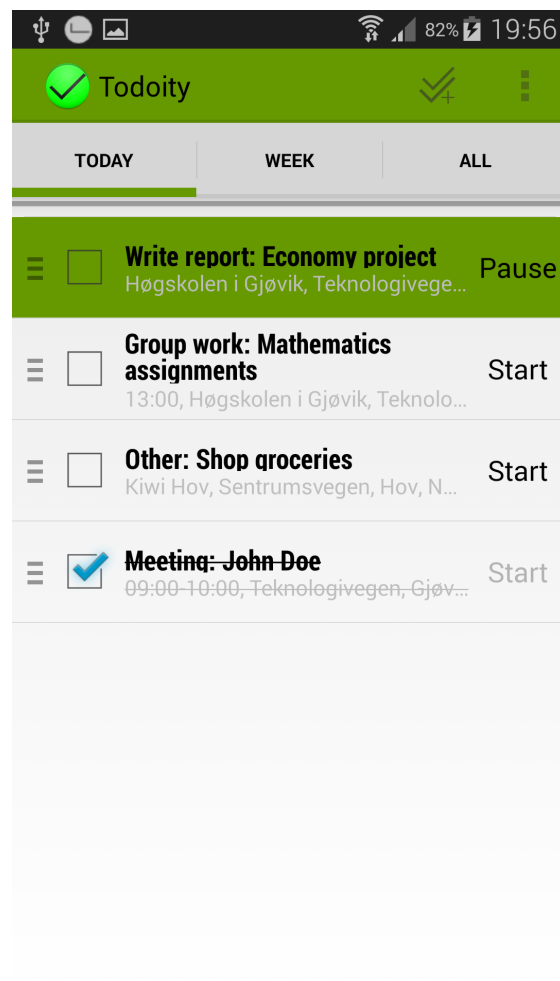 82% 19:56
Todoity
TODAY WEEK ALL
Write report: Economy project
Høgskolen i Gjøvik, Teknologivege... Pause
Group work: Mathematics
assignments
13:00, Høgskolen i Gjøvik, Teknolo... Start
Other: Shop groceries
Kiwi Hov, Sentrumsvegen, Hov, N... Start
Meeting: John Doe
09:00-10:00, Teknologivegen, Gjøv... Start